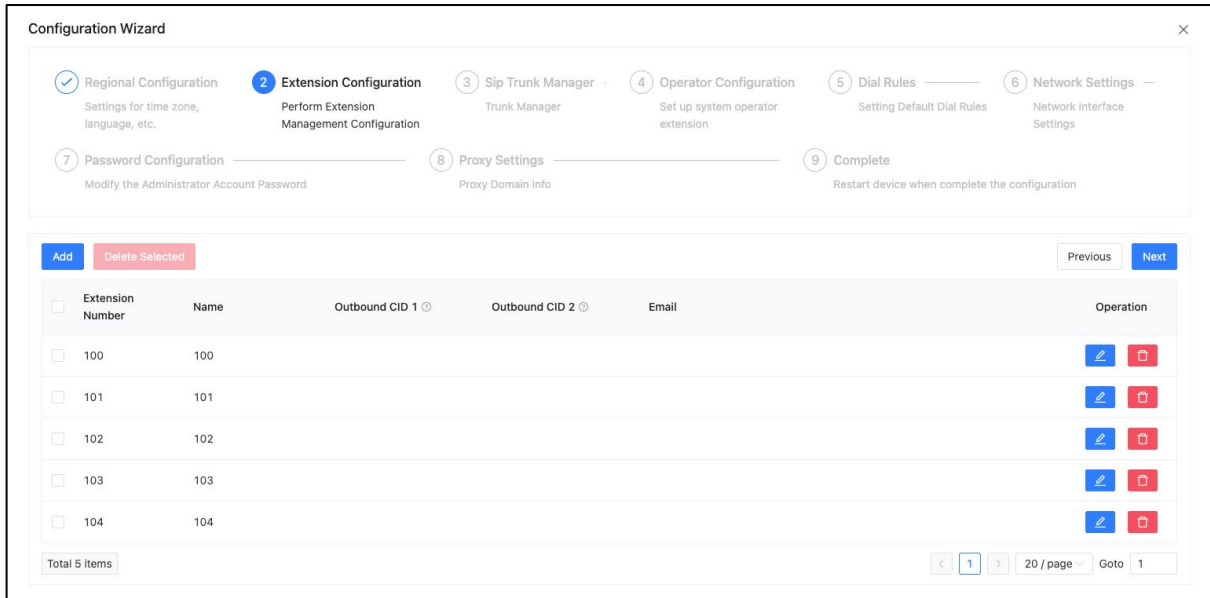 Configuration Wizard
Regional Configuration
Settings for time zone,
language, etc.
2 Extension Configuration
Perform Extension
Management Configuration
3 Sip Trunk Manager
Trunk Manager
4 Operator Configuration
Set up system operator
extension
5 Dial Rules
Setting Default Dial Rules
6 Network Settings
Network Interface
Settings
7 Password Configuration
Modify the Administrator Account Password
8 Proxy Settings
Proxy Domain Info
9 Complete
Restart device when complete the configuration
Add Delete Selected Previous Next
Extension
Number
Name Outbound CID 1 Outbound CID 2 Email Operation
100 100
101 101
102 102
103 103
104 104
Total 5 items < 1 > 20 / page Goto 1